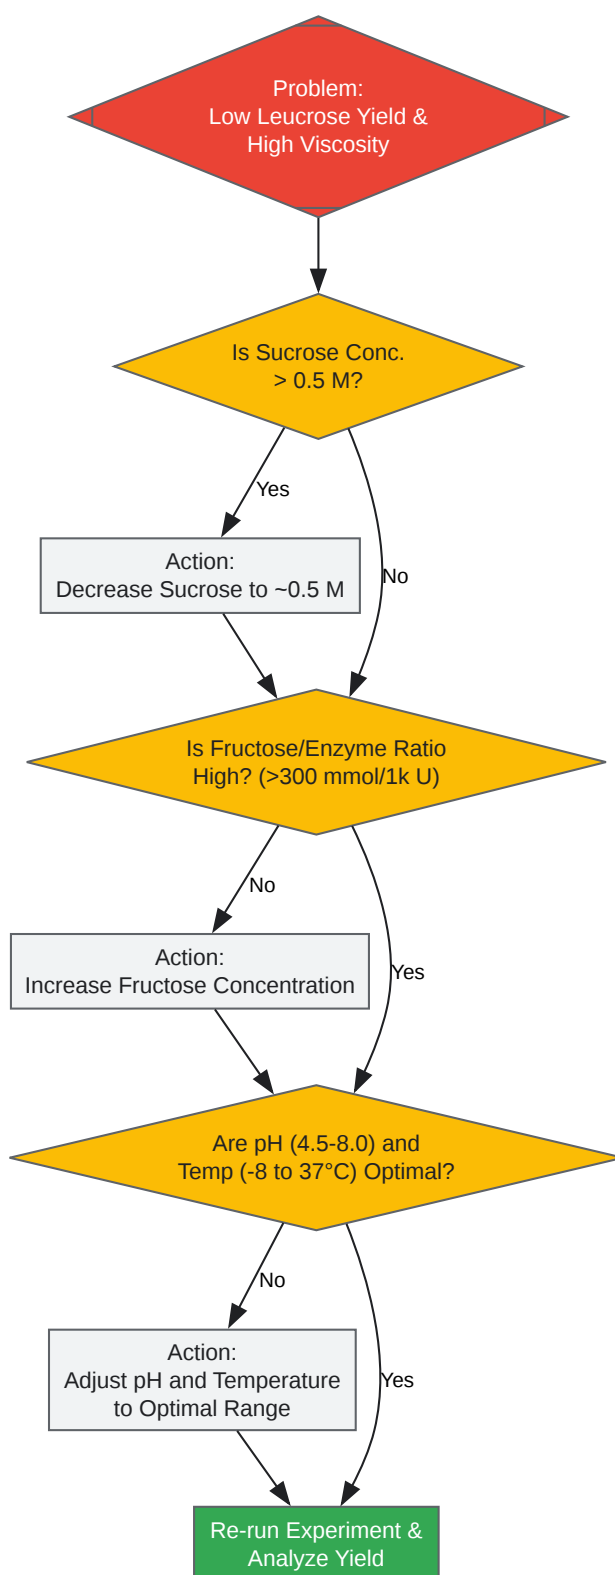 Problem:
Low Leucrose Yield &
High Viscosity
Is Sucrose Conc.
> 0.5 M?
Yes
Action:
Decrease Sucrose to ~0.5 M
No
Is Fructose/Enzyme Ratio
High? (>300 mmol/1k U)
No
Action:
Increase Fructose Concentration
Yes
Are pH (4.5-8.0) and
Temp (-8 to 37°C) Optimal?
No
Action:
Adjust pH and Temperature
to Optimal Range
Yes
Re-run Experiment &
Analyze Yield